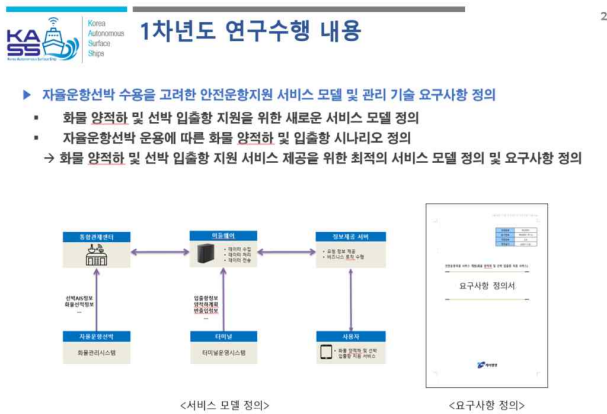 2
KASS
Korea
Autonomous
Surface
Ships
1차년도 연구수행 내용
▶ 자율운항선박 수용을 고려한 안전운항지원 서비스 모델 및 관리 기술 요구사항 정의
▪ 화물 양적하 및 선박 입출항 지원을 위한 새로운 서비스 모델 정의
▪ 자율운항선박 운용에 따른 화물 양적하 및 입출항 시나리오 정의
→ 화물 양적하 및 선박 입출항 지원 서비스 제공을 위한 최적의 서비스 모델 정의 및 요구사항 정의
통합관제센터
미들웨어
• 데이터 수집
• 데이터 처리
• 데이터 전송
정보제공 서버
• 요청 정보 제공
• 비즈니스 로직 수행
선박AIS정보
화물선적정보
...
입출항정보
양적하계획
반출입정보
...
자율운항선박
화물관리시스템
터미널
터미널운영시스템
사용자
• 화물 양적하 및 선박
입출항 지원 서비스
요구사항 정의서
<서비스 모델 정의>
<요구사항 정의>